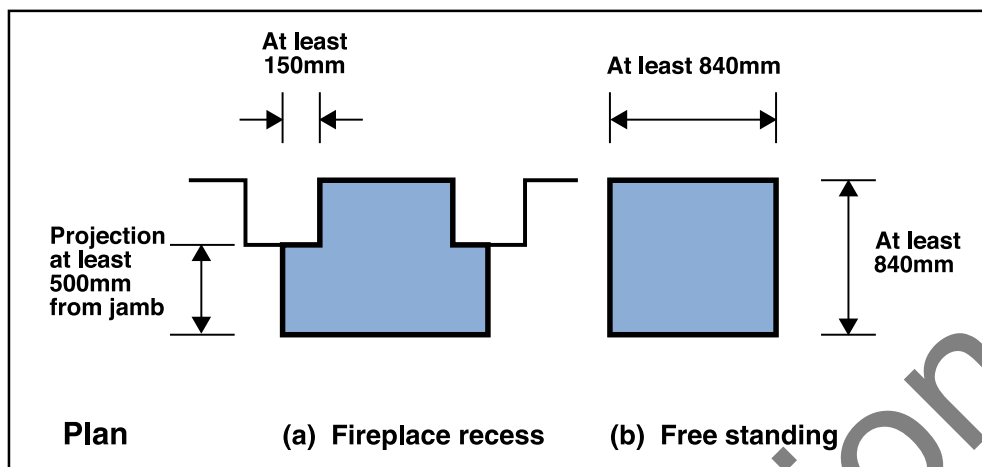 At least
150mm
At least 840mm
Projection
at least
500mm
from jamb
At least
840mm
Plan
(a) Fireplace recess
(b) Free standing